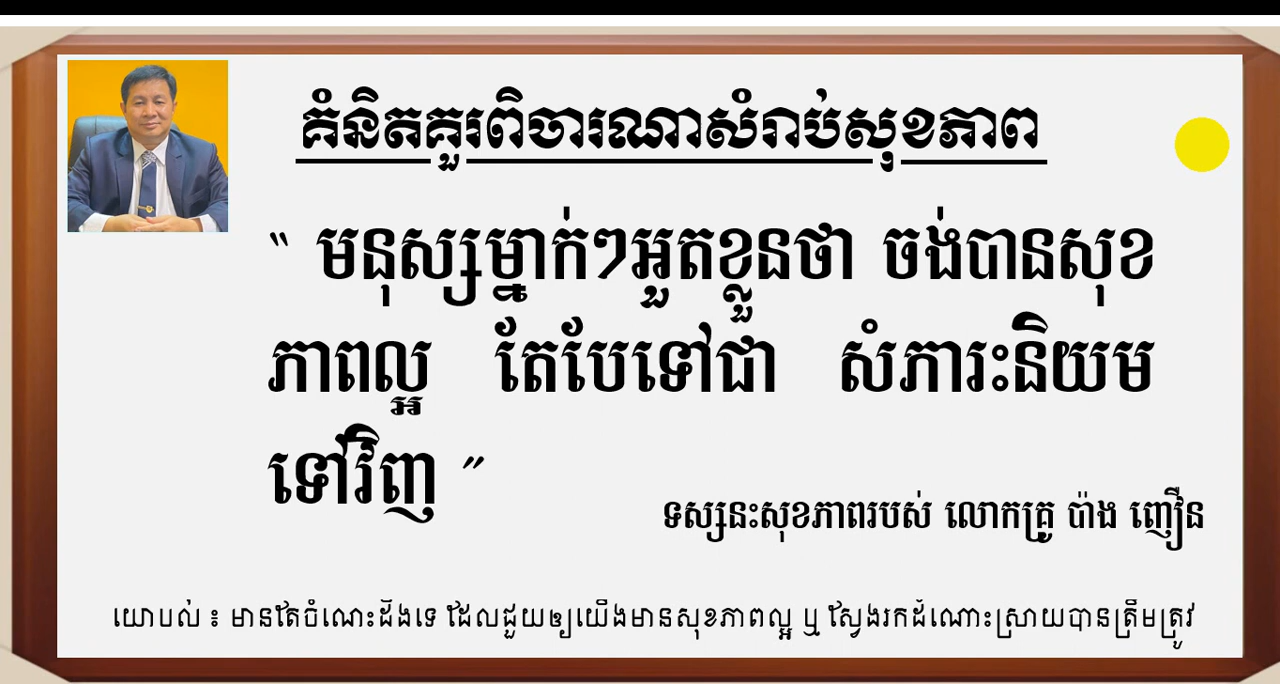 គំនិតគួរពិចារណាសំរាប់សុខភាព
“ មនុស្សម្នាក់ៗអួតខ្លួនថា ចង់បានសុខ
ភាពល្អ តែបែទៅជា សំភារះនិយម
ទៅវិញ ”
ទស្សនះសុខភាពរបស់ លោកគ្រូ ប៉ាង ញឿន
យោបល់ ៖ មានតែចំណេះដឹងទេ ដែលជួយឲ្យយើងមានសុខភាពល្អ ឬ ស្វែងរកដំណោះស្រាយបានត្រឹមត្រូវ